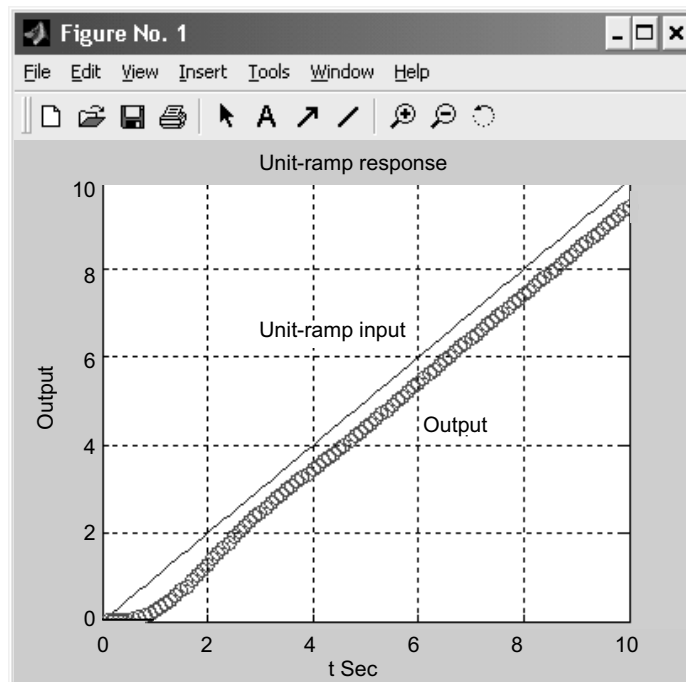 Figure No. 1
File Edit View Insert Tools Window Help
A
Unit-ramp response
10
8
6
4
2
0
Output
Unit-ramp input
Output
0 2 4 6 8 10
t Sec